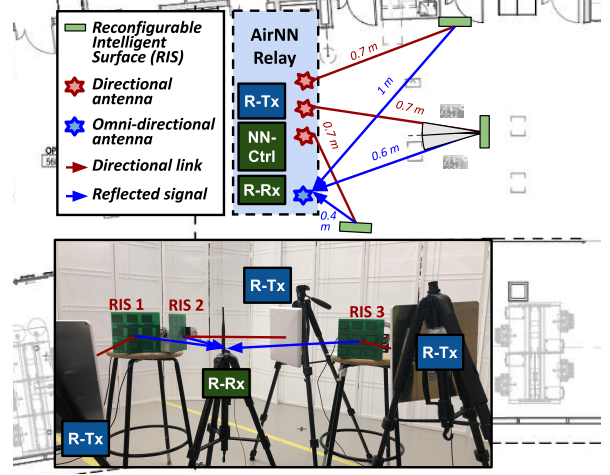 Reconfigurable
Intelligent
Surface (RIS)
Directional
antenna
Omni-directional
antenna
Directional link
Reflected signal
AirNN
Relay
R-Tx
NN-
Ctrl
R-Rx
0.7 m
1 m
0.7 m
0.7 m
0.6 m
0.4
m
OP
56
RIS 1
RIS 2
R-Tx
RIS 3
R-Tx
R-Rx
R-Tx